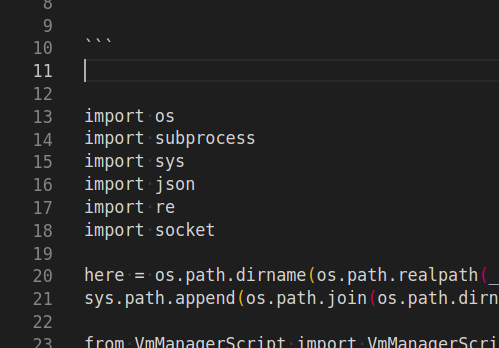 8
9
10 ```
11
12
13 import os
14 import subprocess
15 import sys
16 import json
17 import re
18 import socket
19
20 here = os.path.dirname(os.path.realpath(_
21 sys.path.append(os.path.join(os.path.dirn
22
23 from VmManagerScript import VmManagerScri